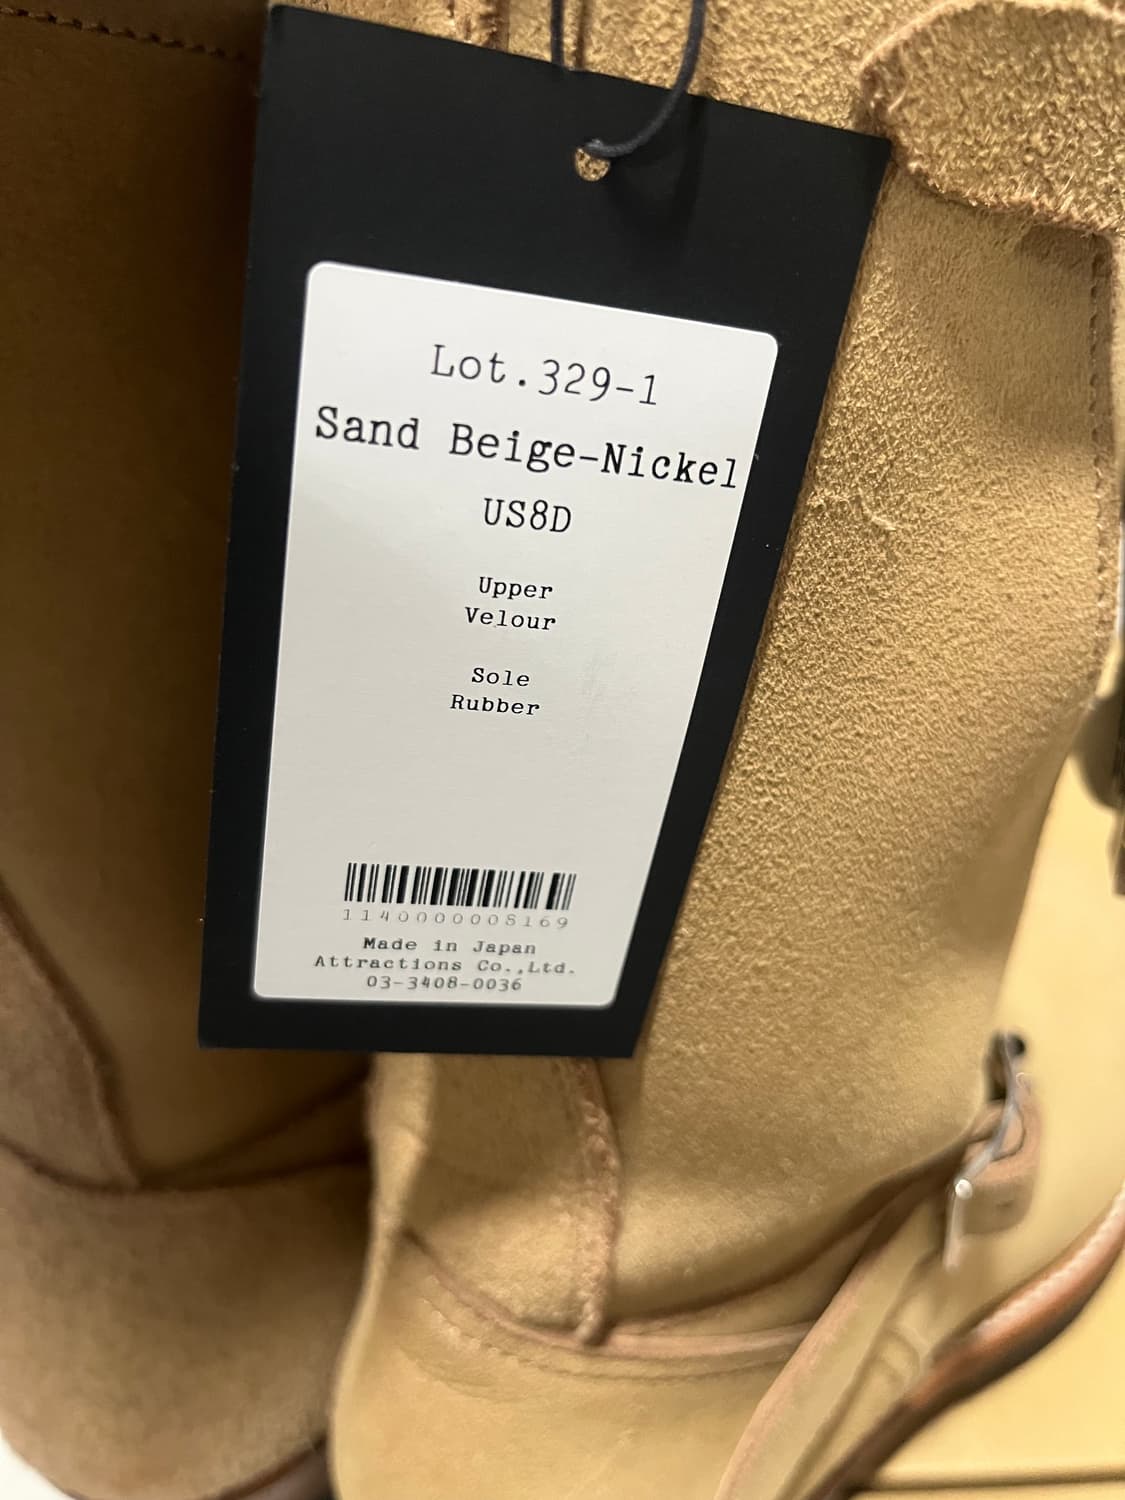 Lot.329-1
Sand Beige-Nickel
US8D
Upper
Velour
Sole
Rubber
1140000008169
Made in Japan
Attractions Co.,Ltd.
03-3408-0036